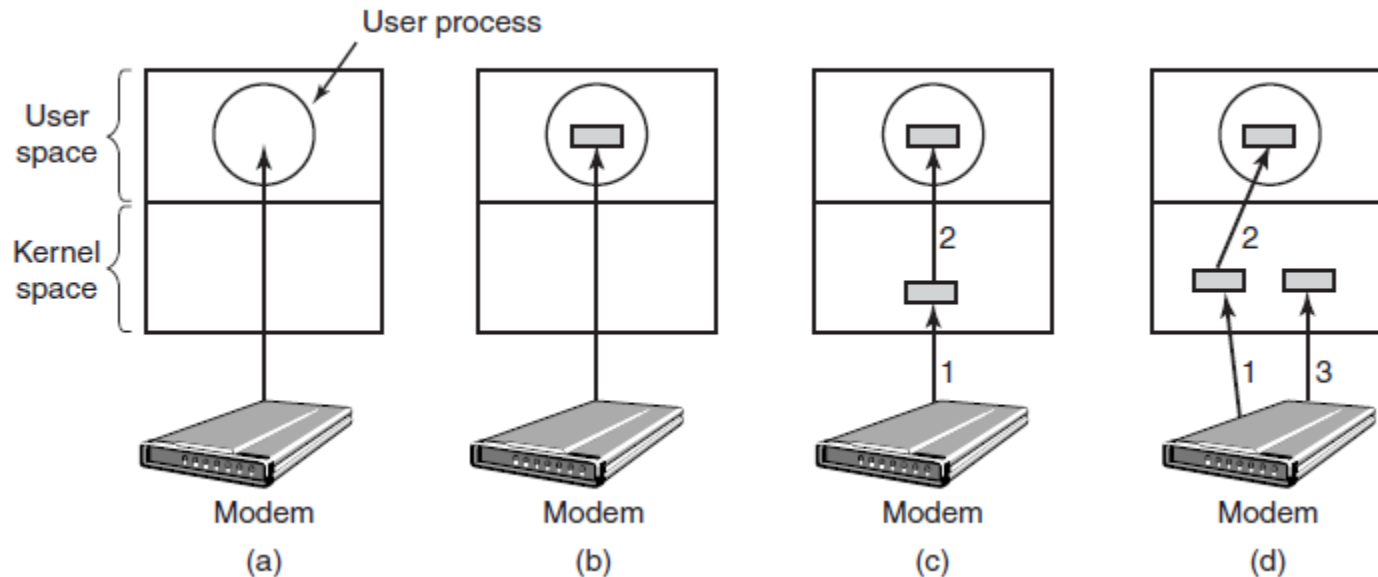 User process
User
space
Kernel
space
2
2
1
1
3
Modem
Modem
Modem
Modem
(a)
(b)
(c)
(d)